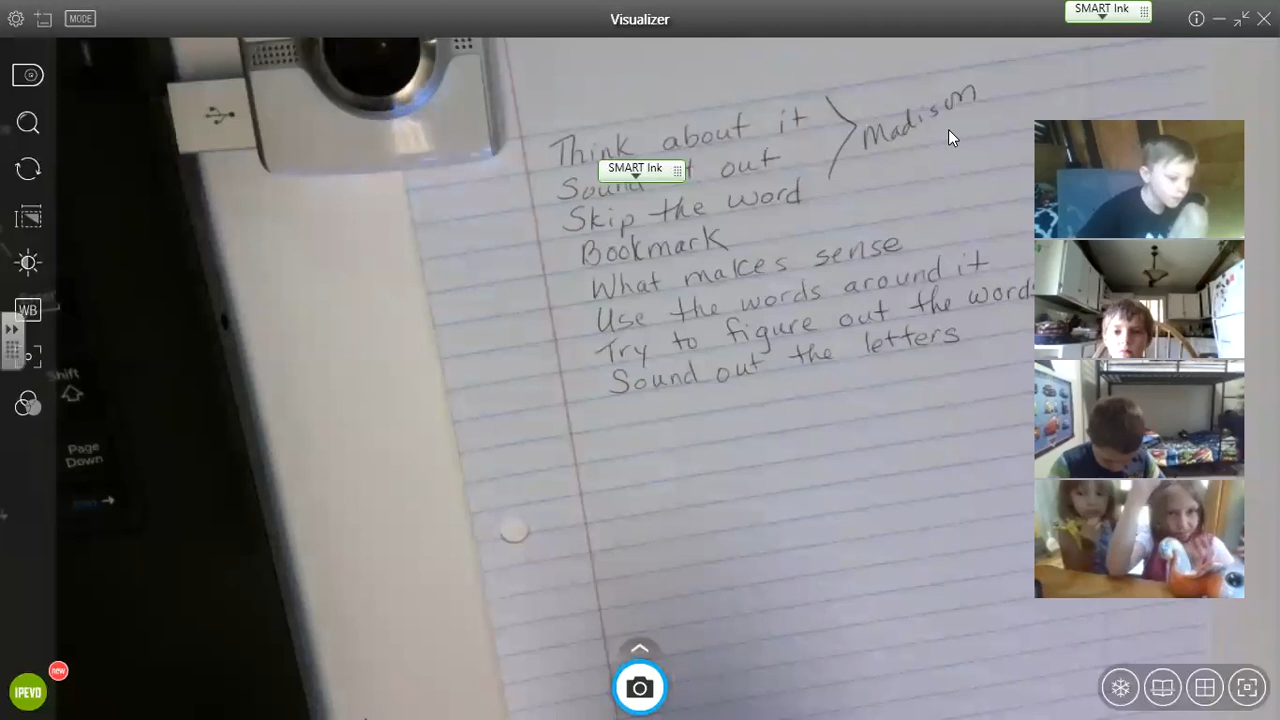 MODE
Visualizer
SMART Ink
Think about it
Madison
SMART Ink
Sound it out
Skip the word
Bookmark
What makes sense
Use the words around it
Try to figure out the words
Sound out the letters
WB
Shift
Page
Down
new
IPEVO